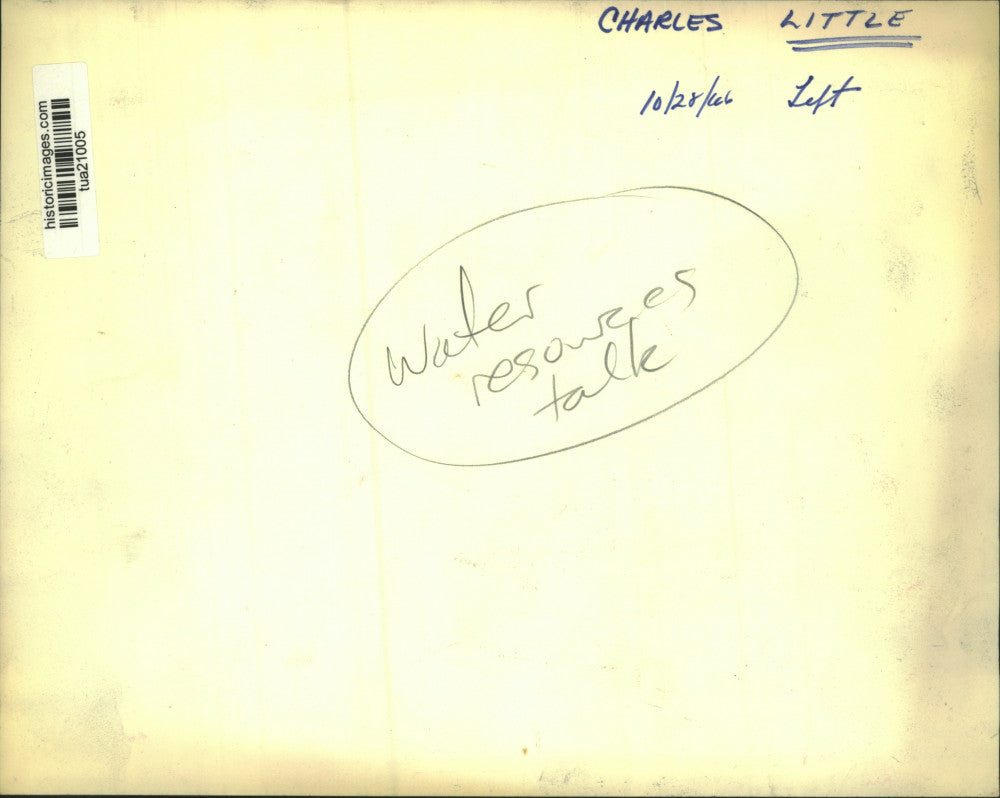 CHARLES LITTLE
10/28/66 Left
historicimages.com
tua21005
Water
resources
talk